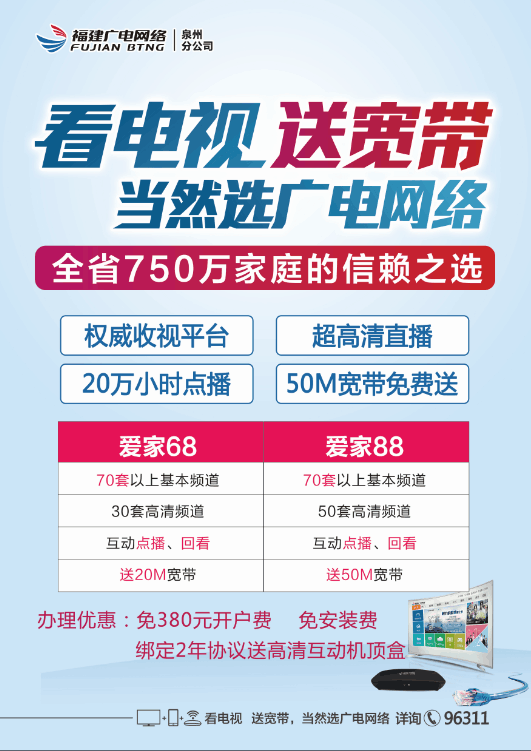 福建广电网络
FUJIAN BTNG
泉州
分公司
看电视 送宽带
当然选广电网络
全省750万家庭的信赖之选
权威收视平台
超高清直播
20万小时点播
50M宽带免费送
爱家68
爱家88
70套以上基本频道
70套以上基本频道
30套高清频道
50套高清频道
互动点播、回看
互动点播、回看
送20M宽带
送50M宽带
办理优惠：免380元开户费 免安装费
绑定2年协议送高清互动机顶盒
看电视 送宽带，当然选广电网络 详询 96311